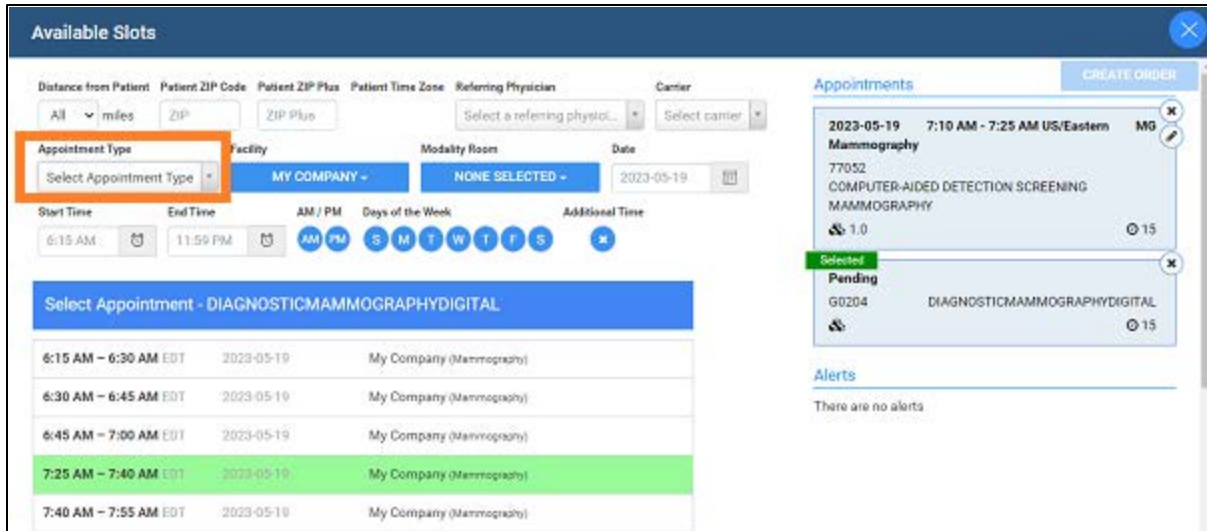 Available Slots
Distance from Patient Patient ZIP Code Patient ZIP Plus Patient Time Zone Referring Physician Carrier
All miles ZIP ZIP Plus Select a referring physici... Select carrier
Appointment Type Facility Modality Room Date
Select Appointment Type MY COMPANY NONE SELECTED 2023-05-19
Start Time End Time AM / PM Days of the Week Additional Time
6:15 AM 11:59 PM AM PM S M T W T F S
Select Appointment - DIAGNOSTICMAMMOGRAPHYDIGITAL
6:15 AM – 6:30 AM EDT 2023-05-19 My Company (Mammography)
6:30 AM – 6:45 AM EDT 2023-05-19 My Company (Mammography)
6:45 AM – 7:00 AM EDT 2023-05-19 My Company (Mammography)
7:25 AM – 7:40 AM EDT 2023-05-19 My Company (Mammography)
7:40 AM – 7:55 AM EDT 2023-05-19 My Company (Mammography)
CREATE ORDER
Appointments
2023-05-19 7:10 AM - 7:25 AM US/Eastern MG
Mammography
77052
COMPUTER-AIDED DETECTION SCREENING
MAMMOGRAPHY
1.0 15
Selected
Pending
G0204 DIAGNOSTICMAMMOGRAPHYDIGITAL
15
Alerts
There are no alerts